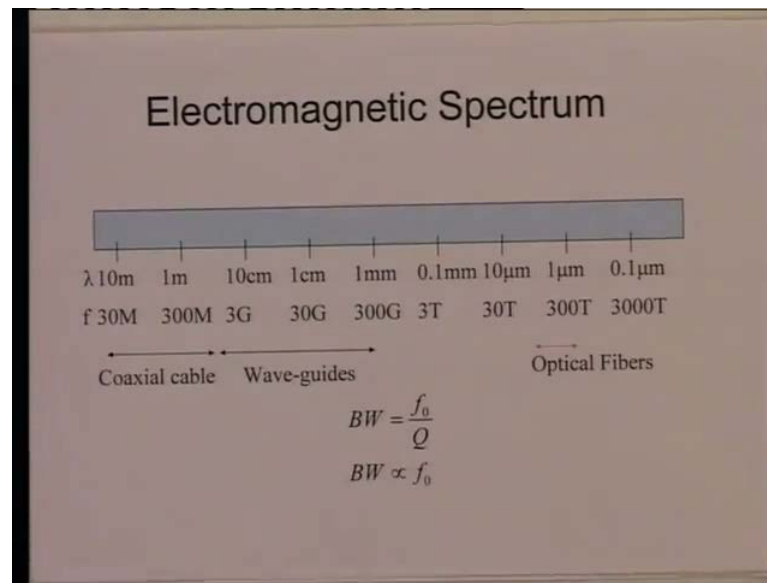 Electromagnetic Spectrum
λ 10m 1m 10cm 1cm 1mm 0.1mm 10μm 1μm 0.1μm
f 30M 300M 3G 30G 300G 3T 30T 300T 3000T
Coaxial cable Wave-guides Optical Fibers
BW = f₀/Q
BW ∝ f₀